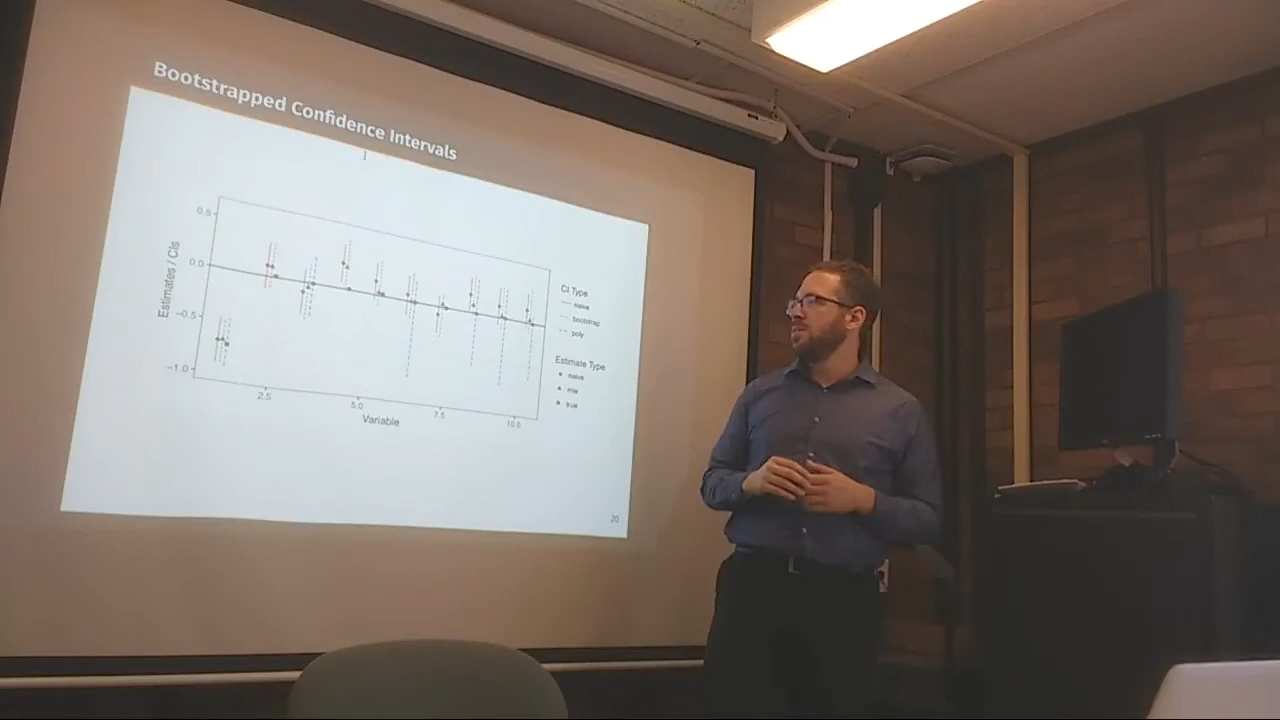 Bootstrapped Confidence Intervals
0.5
0.0
−0.5
−1.0
Estimates / CIs
2.5
5.0
7.5
10.0
Variable
CI Type
naive
bootstrap
poly
Estimate Type
naive
mle
true
20